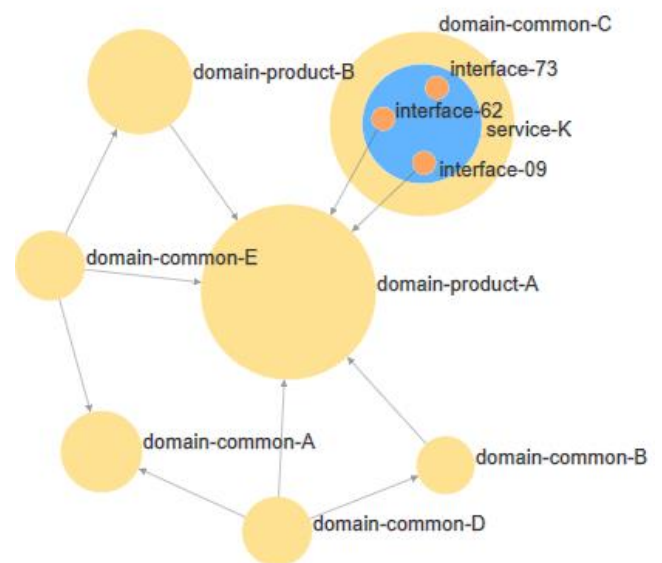 domain-common-C
domain-product-B
interface-73
interface-62
service-K
interface-09
domain-common-E
domain-product-A
domain-common-A
domain-common-B
domain-common-D